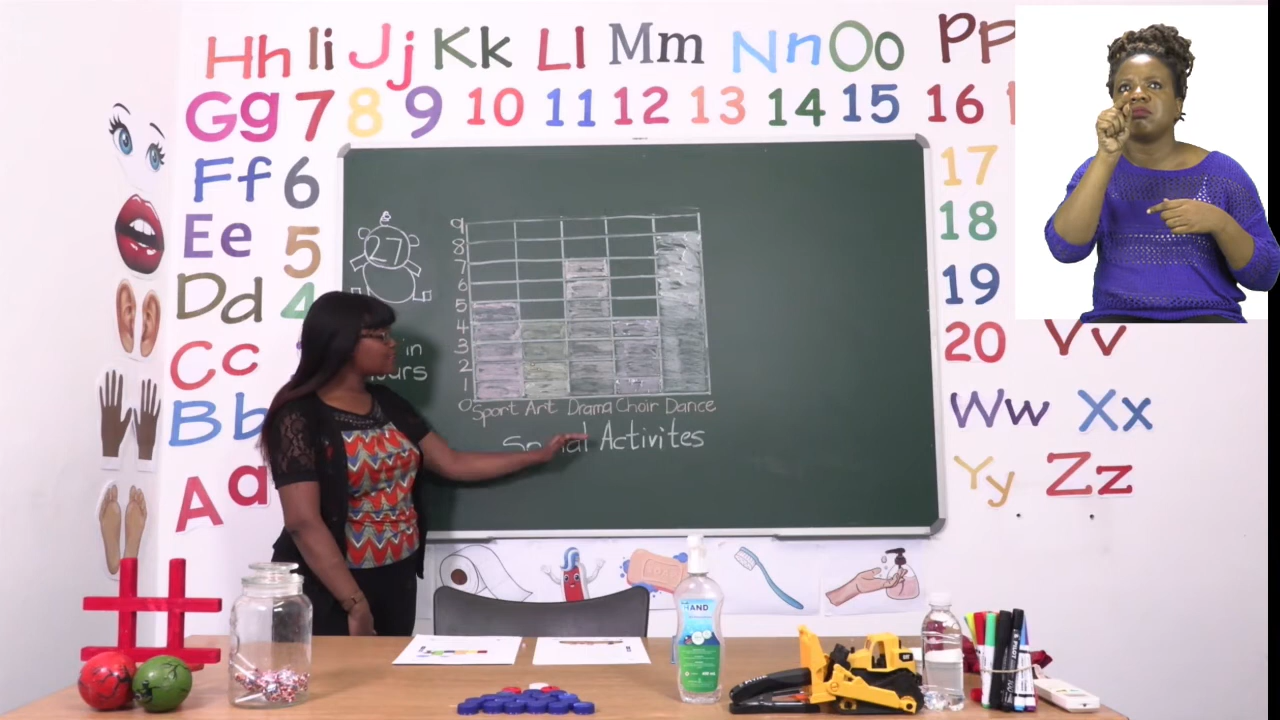 Hh Ii Jj Kk Ll Mm Nn Oo Pp
Gg 7 8 9 10 11 12 13 14 15 16
Ff 6
Ee 5
Dd 4
Cc
Bb
Aa
17
18
19
20 Vv
Ww Xx
Yy Zz
27
in
9
8
7
6
5
4
3
2
1
0
Sport Art Drama Choir Dance
Activites
HAND
CAT
PILOT